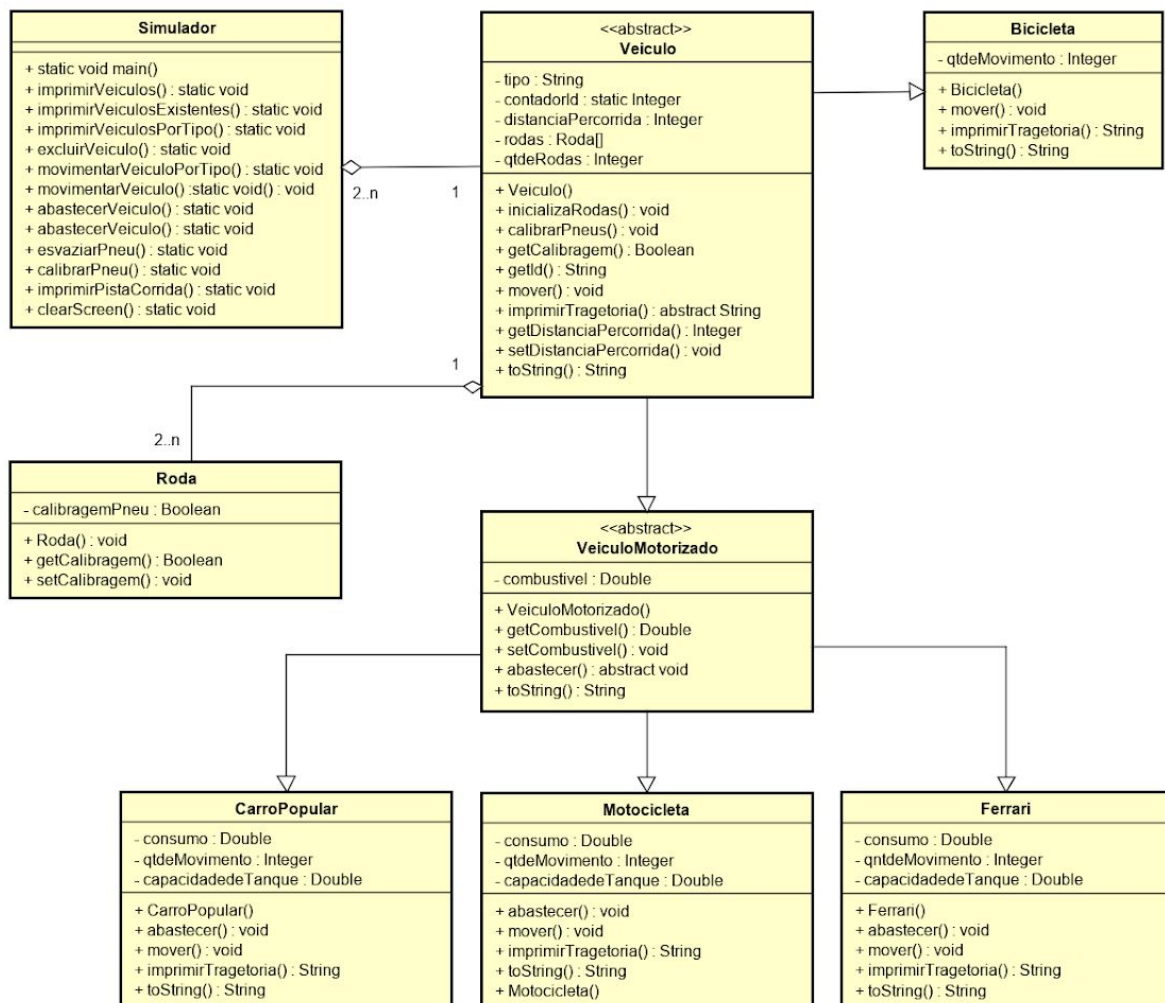 Simulador
+ static void main()
+ imprimirVeiculos() : static void
+ imprimirVeiculosExistentes() : static void
+ imprimirVeiculosPorTipo() : static void
+ excluirVeiculo() : static void
+ movimentarVeiculoPorTipo() : static void
+ movimentarVeiculo() :static void() : void
+ abastecerVeiculo() : static void
+ abastecerVeiculo() : static void
+ esvaziarPneu() : static void
+ calibrarPneu() : static void
+ imprimirPistaCorrida() : static void
+ clearScreen() : static void
2..n
1
<<abstract>>
Veiculo
- tipo : String
- contadorId : static Integer
- distanciaPercorrida : Integer
- rodas : Roda[]
- qtdeRodas : Integer
+ Veiculo()
+ inicializaRodas() : void
+ calibrarPneus() : void
+ getCalibragem() : Boolean
+ getId() : String
+ mover() : void
+ imprimirTragetoria() : abstract String
+ getDistanciaPercorrida() : Integer
+ setDistanciaPercorrida() : void
+ toString() : String
Bicicleta
- qtdeMovimento : Integer
+ Bicicleta()
+ mover() : void
+ imprimirTragetoria() : String
+ toString() : String
1
2..n
Roda
- calibragemPneu : Boolean
+ Roda() : void
+ getCalibragem() : Boolean
+ setCalibragem() : void
<<abstract>>
VeiculoMotorizado
- combustivel : Double
+ VeiculoMotorizado()
+ getCombustivel() : Double
+ setCombustivel() : void
+ abastecer() : abstract void
+ toString() : String
CarroPopular
- consumo : Double
- qtdeMovimento : Integer
- capacidadedeTanque : Double
+ CarroPopular()
+ abastecer() : void
+ mover() : void
+ imprimirTragetoria() : String
+ toString() : String
Motocicleta
- consumo : Double
- qtdeMovimento : Integer
- capacidadedeTanque : Double
+ abastecer() : void
+ mover() : void
+ imprimirTragetoria() : String
+ toString() : String
+ Motocicleta()
Ferrari
- consumo : Double
- qntdeMovimento : Integer
- capacidadedeTanque : Double
+ Ferrari()
+ abastecer() : void
+ mover() : void
+ imprimirTragetoria() : String
+ toString() : String